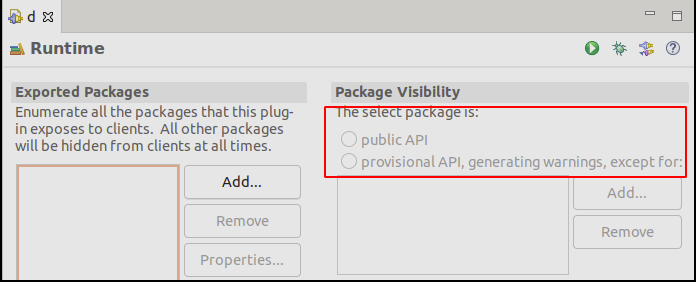 d
Runtime
Exported Packages
Enumerate all the packages that this plug-
in exposes to clients. All other packages
will be hidden from clients at all times.
Add...
Remove
Properties...
Package Visibility
The select package is:
public API
provisional API, generating warnings, except for:
Add...
Remove